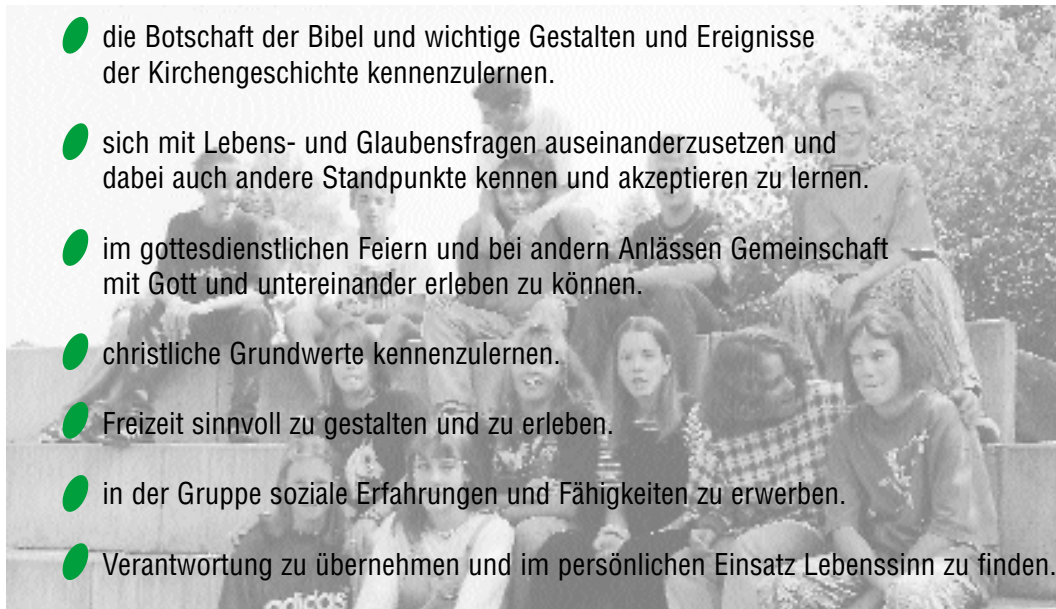 die Botschaft der Bibel und wichtige Gestalten und Ereignisse
der Kirchengeschichte kennenzulernen.
sich mit Lebens- und Glaubensfragen auseinanderzusetzen und
dabei auch andere Standpunkte kennen und akzeptieren zu lernen.
im gottesdienstlichen Feiern und bei andern Anlässen Gemeinschaft
mit Gott und untereinander erleben zu können.
christliche Grundwerte kennenzulernen.
Freizeit sinnvoll zu gestalten und zu erleben.
in der Gruppe soziale Erfahrungen und Fähigkeiten zu erwerben.
Verantwortung zu übernehmen und im persönlichen Einsatz Lebenssinn zu finden.
adidas